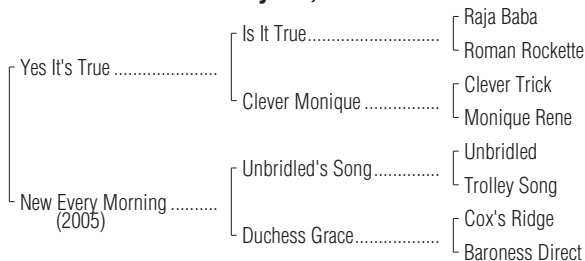 Raja Baba
Is It True........................
Roman Rockette
Yes It's True ....................
Clever Trick
Clever Monique ..............
Monique Rene
Unbridled
Unbridled's Song............
Trolley Song
New Every Morning .........
(2005)
Cox's Ridge
Duchess Grace...............
Baroness Direct